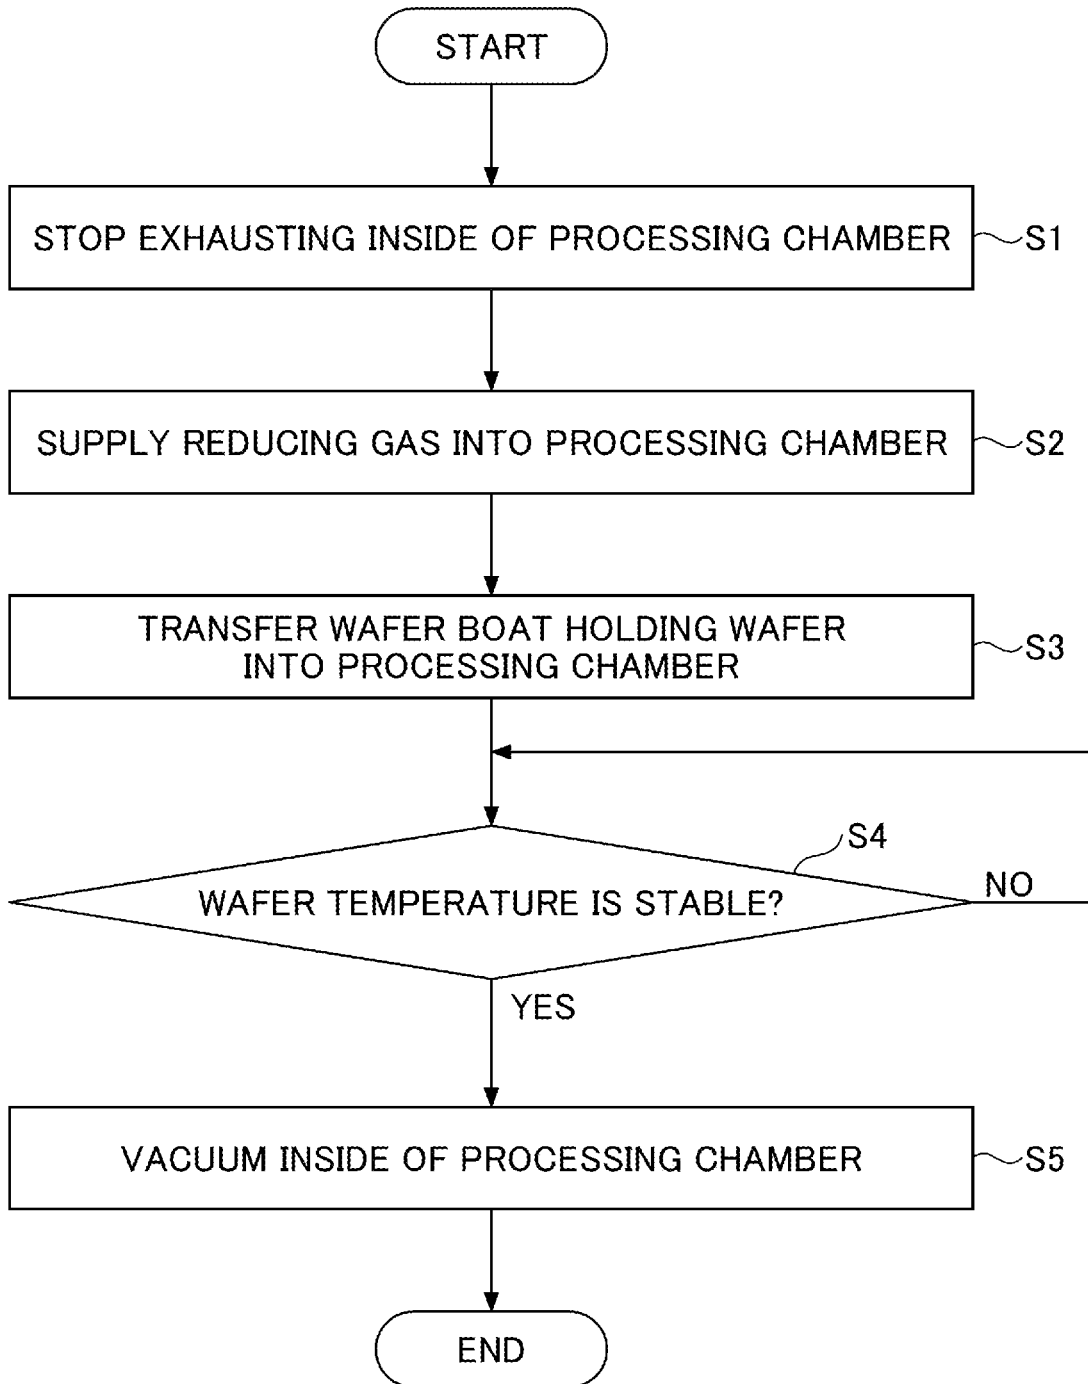 START
STOP EXHAUSTING INSIDE OF PROCESSING CHAMBER
S1
SUPPLY REDUCING GAS INTO PROCESSING CHAMBER
S2
TRANSFER WAFER BOAT HOLDING WAFER
INTO PROCESSING CHAMBER
S3
S4
WAFER TEMPERATURE IS STABLE?
NO
YES
VACUUM INSIDE OF PROCESSING CHAMBER
S5
END